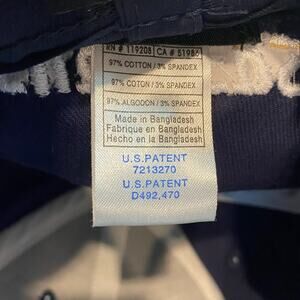 RN # 119208 CA # 51986
97% COTTON / 3% SPANDEX
97% COTON / 3% SPANDEX
97% ALGODON / 3% SPANDEX
Made in Bangladesh
Fabrique en Bangladesh
Hecho en la Bangladesh
U.S.PATENT
7213270
U.S.PATENT
D492,470